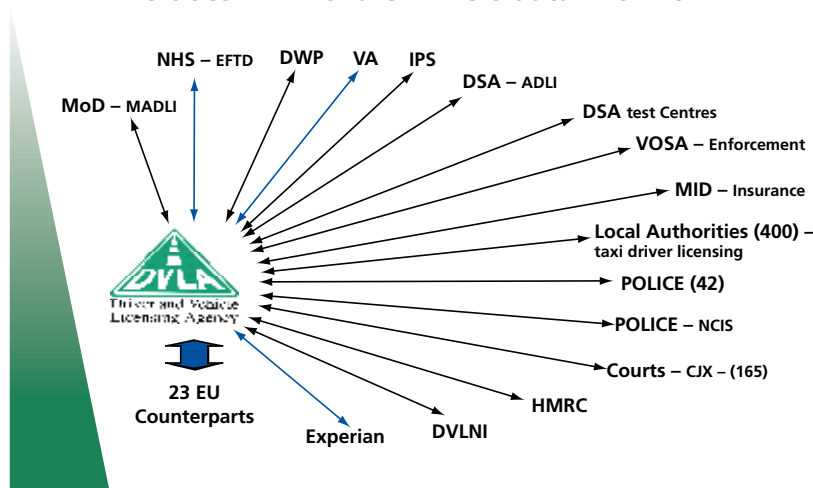 NHS – EFTD
DWP
VA
IPS
DSA – ADLI
MoD – MADLI
DSA test Centres
VOSA – Enforcement
MID – Insurance
Local Authorities (400) –
taxi driver licensing
POLICE (42)
POLICE – NCIS
Courts – CJX – (165)
HMRC
DVLNI
Experian
DVLA
Driver and Vehicle
Licensing Agency
23 EU
Counterparts